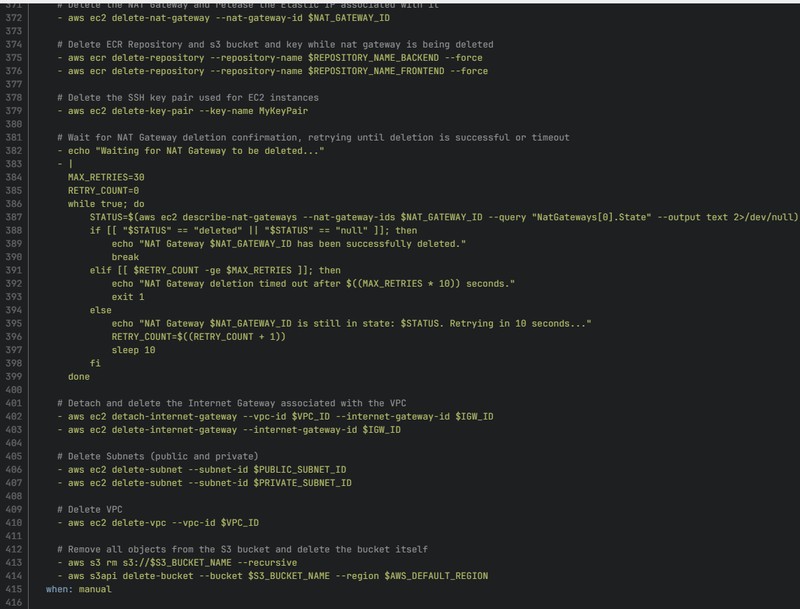 371 # Delete the NAT Gateway and release the Elastic IP associated with it
372 - aws ec2 delete-nat-gateway --nat-gateway-id $NAT_GATEWAY_ID
373
374 # Delete ECR Repository and s3 bucket and key while nat gateway is being deleted
375 - aws ecr delete-repository --repository-name $REPOSITORY_NAME_BACKEND --force
376 - aws ecr delete-repository --repository-name $REPOSITORY_NAME_FRONTEND --force
377
378 # Delete the SSH key pair used for EC2 instances
379 - aws ec2 delete-key-pair --key-name MyKeyPair
380
381 # Wait for NAT Gateway deletion confirmation, retrying until deletion is successful or timeout
382 - echo "Waiting for NAT Gateway to be deleted..."
383 - |
384 MAX_RETRIES=30
385 RETRY_COUNT=0
386 while true; do
387 STATUS=$(aws ec2 describe-nat-gateways --nat-gateway-ids $NAT_GATEWAY_ID --query "NatGateways[0].State" --output text 2>/dev/null)
388 if [[ "$STATUS" == "deleted" || "$STATUS" == "null" ]]; then
389 echo "NAT Gateway $NAT_GATEWAY_ID has been successfully deleted."
390 break
391 elif [[ $RETRY_COUNT -ge $MAX_RETRIES ]]; then
392 echo "NAT Gateway deletion timed out after $((MAX_RETRIES * 10)) seconds."
393 exit 1
394 else
395 echo "NAT Gateway $NAT_GATEWAY_ID is still in state: $STATUS. Retrying in 10 seconds..."
396 RETRY_COUNT=$((RETRY_COUNT + 1))
397 sleep 10
398 fi
399 done
400
401 # Detach and delete the Internet Gateway associated with the VPC
402 - aws ec2 detach-internet-gateway --vpc-id $VPC_ID --internet-gateway-id $IGW_ID
403 - aws ec2 delete-internet-gateway --internet-gateway-id $IGW_ID
404
405 # Delete Subnets (public and private)
406 - aws ec2 delete-subnet --subnet-id $PUBLIC_SUBNET_ID
407 - aws ec2 delete-subnet --subnet-id $PRIVATE_SUBNET_ID
408
409 # Delete VPC
410 - aws ec2 delete-vpc --vpc-id $VPC_ID
411
412 # Remove all objects from the S3 bucket and delete the bucket itself
413 - aws s3 rm s3://$S3_BUCKET_NAME --recursive
414 - aws s3api delete-bucket --bucket $S3_BUCKET_NAME --region $AWS_DEFAULT_REGION
415 when: manual
416